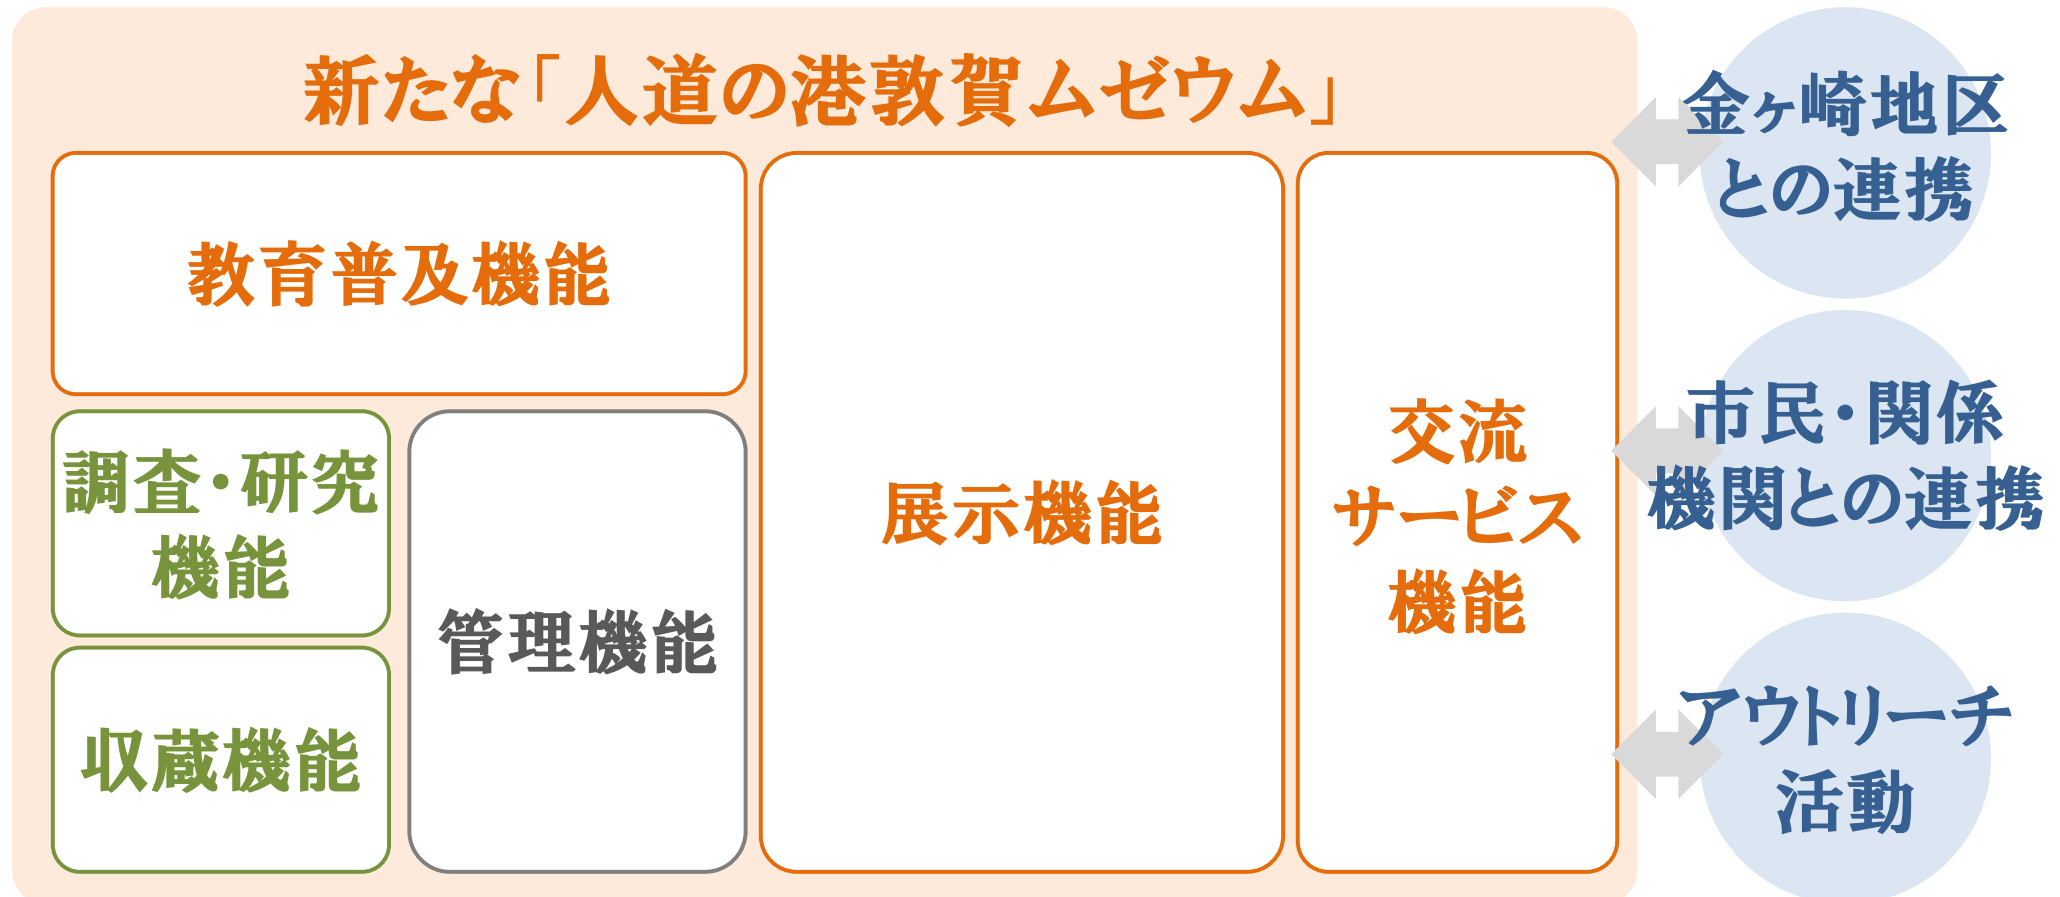 新たな「人道の港敦賀ムゼウム」
教育普及機能
調査・研究
機能
収蔵機能
管理機能
展示機能
交流
サービス
機能
金ヶ崎地区
との連携
市民・関係
機関との連携
アウトリーチ
活動